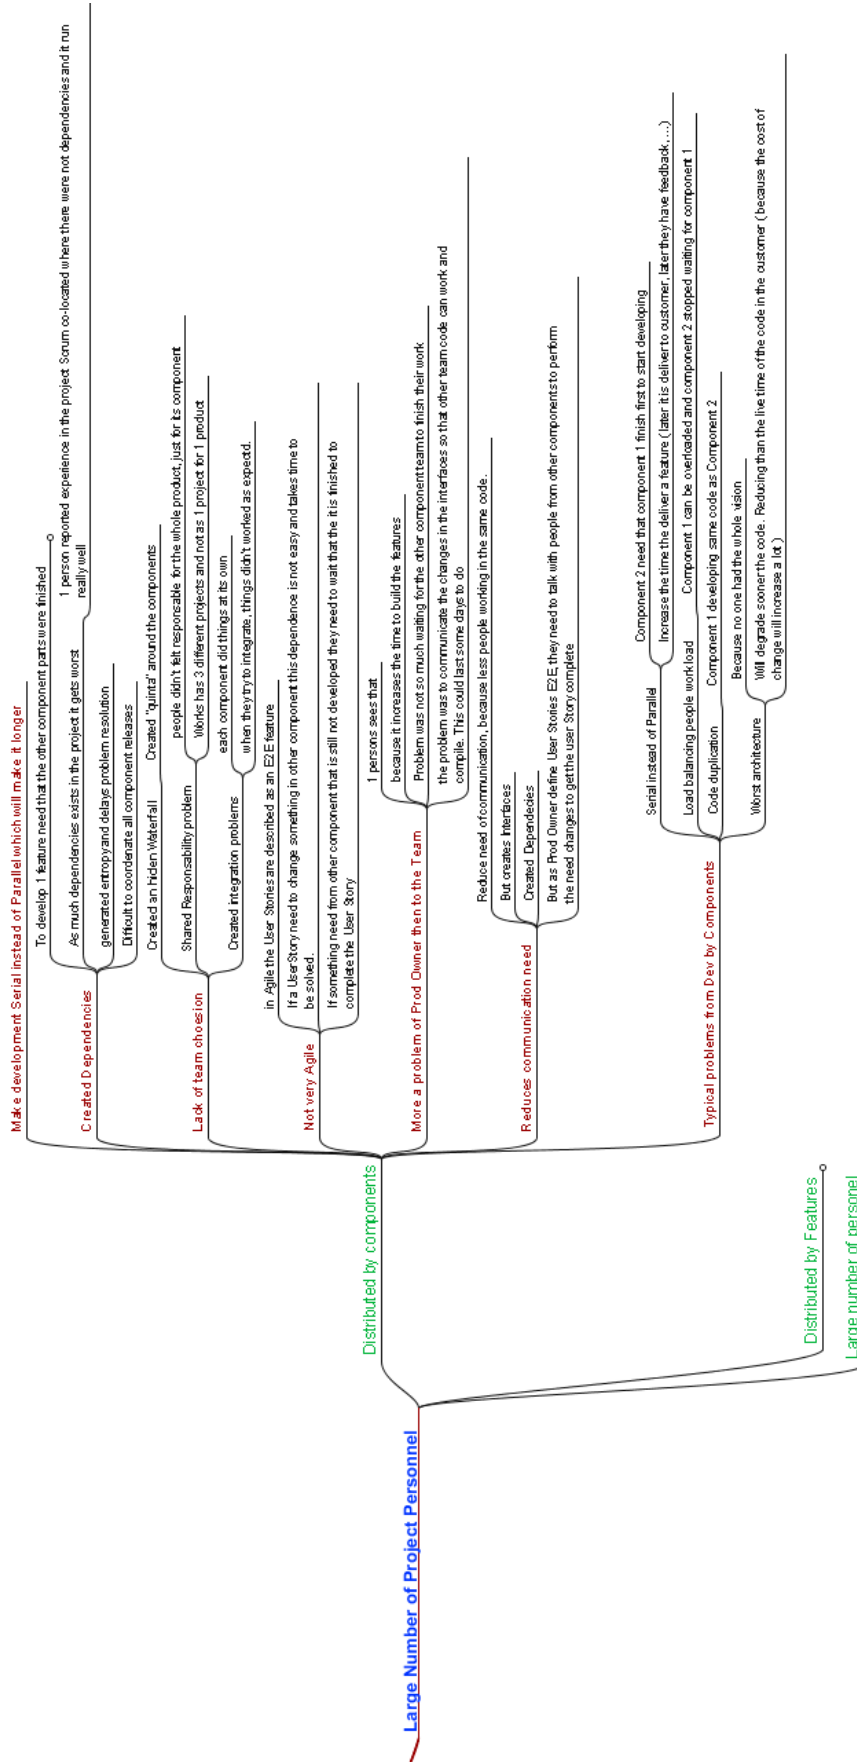 Large Number of Project Personnel
Distributed by components
Make development Serial instead of Parallel which will make it longer
Created Dependencies
To develop 1 feature need that the other component parts were finished
As much dependencies exists in the project it gets worst
1 person reported experience in the project Scrum co-located where there were not dependencies and it run
really well
generated entropy and delays problem resolution
Difficult to coordenate all component releases
Lack of team choesion
Created an hiden Waterfall
Created "quinta" around the components
Shared Responsability problem
people didn't felt responsable for the whole product, just for its component
Works has 3 different projects and not as 1 project for 1 product
Created integration problems
each component did things at its own
when they try to integrate, things didn't worked as expectd.
Not very Agile
in Agile the User Stories are described as an E2E feature
If a User Story need to change something in other component this dependence is not easy and takes time to
be solved.
If something need from other component that is still not developed they need to wait that the it is finished to
complete the User Story
More a problem of Prod Owner then to the Team
1 persons sees that
because it increases the time to build the features
Problem was not so much waiting for the other component team to finish their work
the problem was to communicate the changes in the interfaces so that other team code can work and
compile. This could last some days to do
Reduces communication need
Reduce need of communication, because less people working in the same code.
But creates Interfaces
Created Dependecies
But as Prod Owner define User Stories E2E, they need to talk with people from other components to perform
the need changes to get the user Story complete
Typical problems from Dev by Components
Serial instead of Parallel
Component 2 need that component 1 finish first to start developing
Increase the time the deliver a feature ( later it is deliver to customer, later they have feedback, ...)
Load balancing people work load
Component 1 can be overloaded and component 2 stopped waiting for component 1
Code duplication
Component 1 developing same code as Component 2
Worst architecture
Because no one had the whole vision
Will degrade sooner the code. Reducing than the live time of the code in the customer ( because the cost of
change will increase a lot )
Distributed by Features
Large number of personel